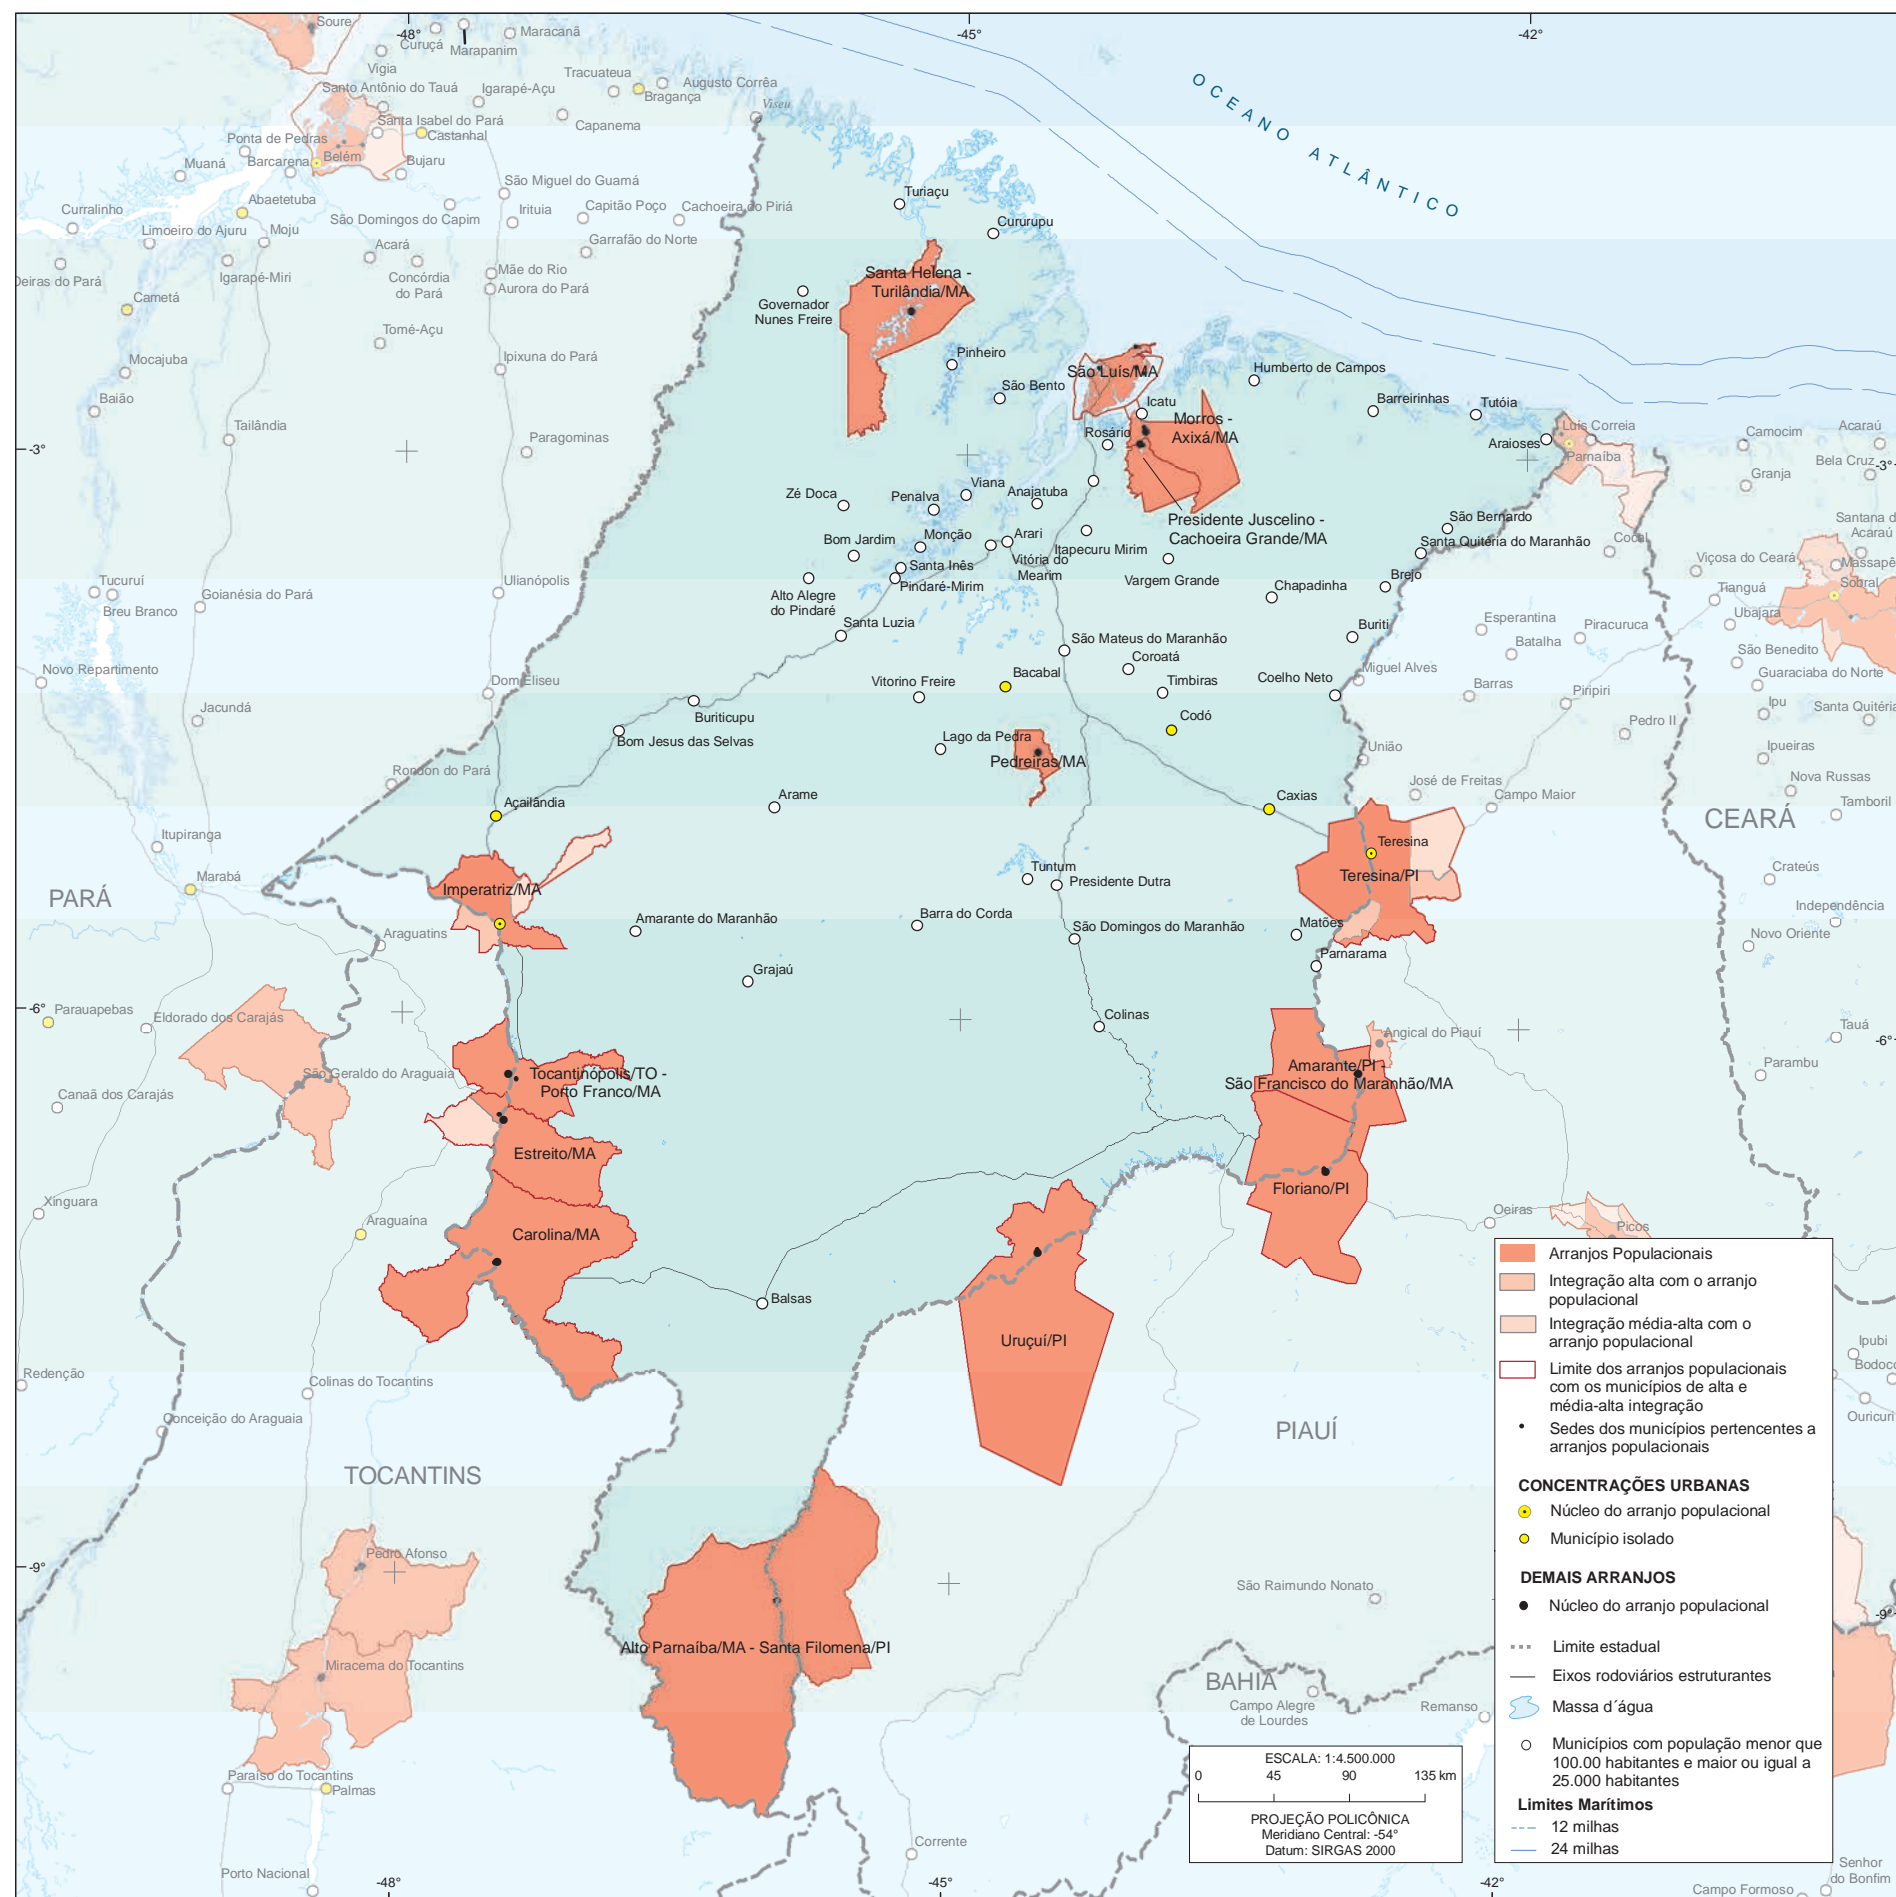 Soure
-48°
-45°
-42°
Curuçá
Marapanim
Maracanã
Vigia
Tracuateua
Augusto Corrêa
Bragança
Santo Antônio do Tauá
Igarapé-Açu
Viseu
Santa Isabel do Pará
Castanhal
Capanema
Ponta de Pedras
Muaná
Barcarena
Belém
Bujaru
São Miguel do Guamá
Curralinho
Abaetetuba
São Domingos do Capim
Irituia
Capitão Poço
Cachoeira do Piriá
Limoeiro do Ajuru
Moju
Acará
Garrafão do Norte
Oeiras do Pará
Igarapé-Miri
Concórdia
do Pará
Mãe do Rio
Aurora do Pará
Cametá
Tomé-Açu
Mocajuba
Ipixuna do Pará
Baião
Tailândia
Paragominas
OCEANO ATLÂNTICO
Turiaçu
Cururupu
Santa Helena -
Turilândia/MA
Governador
Nunes Freire
Pinheiro
São Bento
São Luís/MA
Icatu
Humberto de Campos
Barreirinhas
Tutóia
Morros -
Axixá/MA
Rosário
Araioses
Luis Correia
Parnaíba
Camocim
Acaraú
-3°
Granja
Bela Cruz
-3°
Zé Doca
Penalva
Viana
Anajatuba
Presidente Juscelino -
Cachoeira Grande/MA
São Bernardo
Santa Quitéria do Maranhão
Cocal
Santana d
Acaraú
Bom Jardim
Monção
Arari
Vitória do
Mearim
Itapecuru Mirim
Vargem Grande
Viçosa do Ceará
Massapê
Santa Inês
Pindaré-Mirim
Alto Alegre
do Pindaré
Chapadinha
Brejo
Tianguá
Sobral
Tucuruí
Breu Branco
Goianésia do Pará
Ulianópolis
Ubajara
Santa Luzia
São Mateus do Maranhão
Buriti
Esperantina
Batalha
Piracuruca
São Benedito
Novo Repartimento
Dom Eliseu
Vitorino Freire
Bacabal
Coroatá
Timbiras
Coelho Neto
Miguel Alves
Barras
Piripiri
Guaraciaba do Norte
Ipu
Santa Quitéria
Jacundá
Buriticupu
Bom Jesus das Selvas
Lago da Pedra
Codó
Pedro II
Pedreiras/MA
União
Ipueiras
Rondon do Pará
Açailândia
Arame
Caxias
José de Freitas
Campo Maior
Nova Russas
Tamboril
CEARÁ
Itupiranga
Teresina
Teresina/PI
Marabá
PARÁ
Imperatriz/MA
Tuntum
Presidente Dutra
Crateús
Amarante do Maranhão
Barra do Corda
São Domingos do Maranhão
Matões
Independência
Novo Oriente
Araguatins
Parnarama
Grajaú
Parauapebas
-6°
Eldorado dos Carajás
Colinas
Angical do Piauí
Tauá
-6°
São Geraldo do Araguaia
Canaã dos Carajás
Tocantinópolis/TO -
Porto Franco/MA
Amarante/PI -
São Francisco do Maranhão/MA
Parambu
Estreito/MA
Floriano/PI
Xinguara
Araguaína
Carolina/MA
Oeiras
Picos
Balsas
Uruçuí/PI
Redenção
Colinas do Tocantins
Conceição do Araguaia
PIAUÍ
TOCANTINS
Ipubi
Bodocó
Ouricuri
Arranjos Populacionais
Integração alta com o arranjo
populacional
Integração média-alta com o
arranjo populacional
Limite dos arranjos populacionais
com os municípios de alta e
média-alta integração
Sedes dos municípios pertencentes a
arranjos populacionais
CONCENTRAÇÕES URBANAS
Núcleo do arranjo populacional
Município isolado
DEMAIS ARRANJOS
Núcleo do arranjo populacional
Limite estadual
Eixos rodoviários estruturantes
Massa d´água
Municípios com população menor que
100.00 habitantes e maior ou igual a
25.000 habitantes
Limites Marítimos
12 milhas
24 milhas
-9°
Pedro Afonso
São Raimundo Nonato
-9°
Alto Parnaíba/MA - Santa Filomena/PI
Miracema do Tocantins
BAHIA
Campo Alegre
de Lourdes
Remanso
Paraíso do Tocantins
Palmas
ESCALA: 1:4.500.000
0 45 90 135 km
PROJEÇÃO POLICÔNICA
Meridiano Central: -54°
Datum: SIRGAS 2000
Corrente
Porto Nacional
Senhor
do Bonfim
Campo Formoso
-48°
-45°
-42°